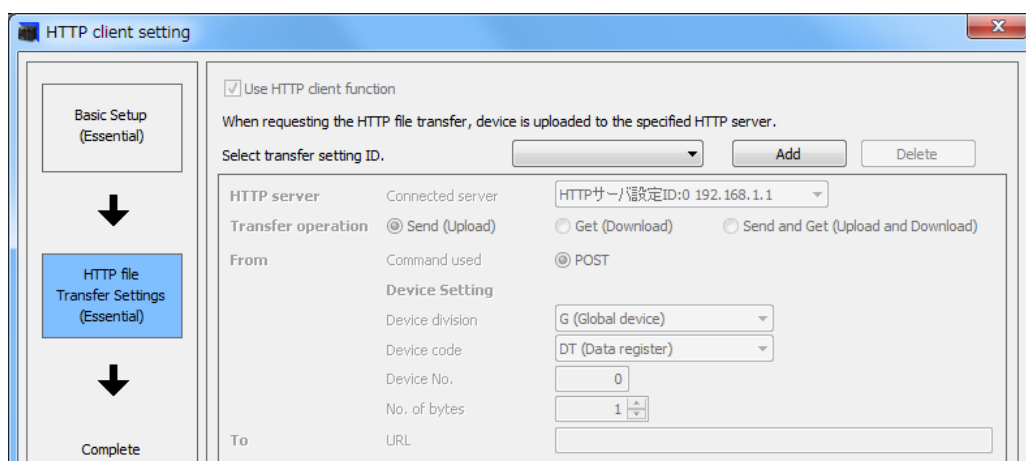 HTTP client setting
Basic Setup
(Essential)
HTTP file
Transfer Settings
(Essential)
Complete
Use HTTP client function
When requesting the HTTP file transfer, device is uploaded to the specified HTTP server.
Select transfer setting ID. Add Delete
HTTP server Connected server HTTPサーバ設定ID:0 192.168.1.1
Transfer operation Send (Upload) Get (Download) Send and Get (Upload and Download)
From Command used POST
Device Setting
Device division G (Global device)
Device code DT (Data register)
Device No. 0
No. of bytes 1
To URL